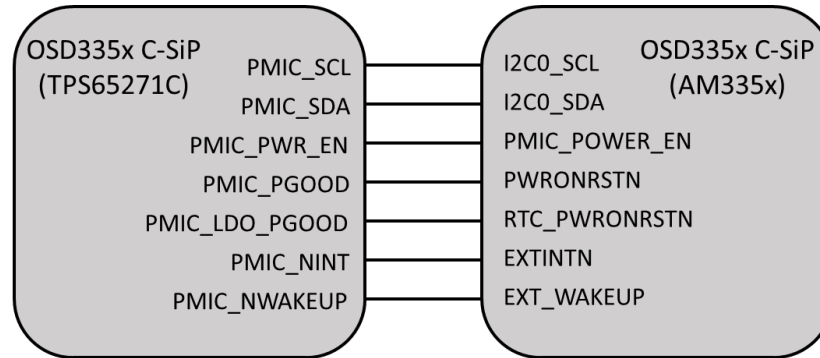 OSD335x C-SiP
(TPS65271C)
PMIC_SCL
PMIC_SDA
PMIC_PWR_EN
PMIC_PGOOD
PMIC_LDO_PGOOD
PMIC_NINT
PMIC_NWAKEUP
OSD335x C-SiP
(AM335x)
I2C0_SCL
I2C0_SDA
PMIC_POWER_EN
PWRONRSTN
RTC_PWRONRSTN
EXTINTN
EXT_WAKEUP